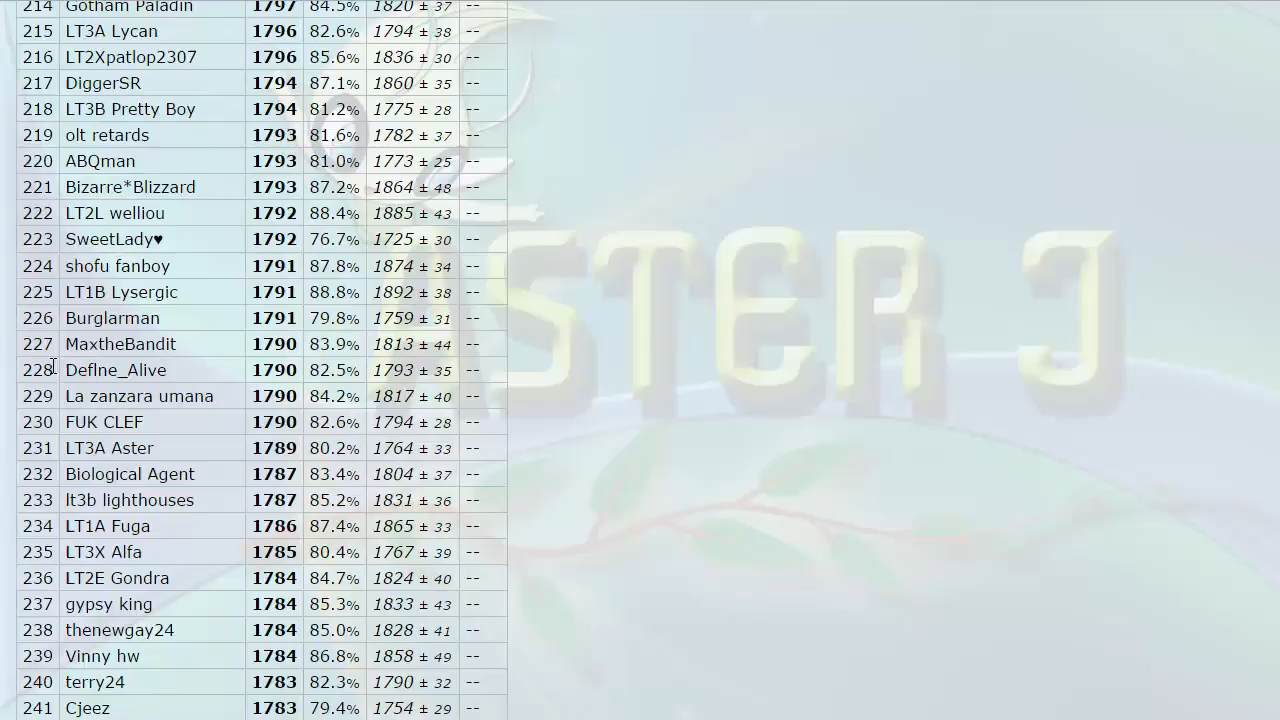 214 Gotham Paladin 1797 84.5% 1820 ± 37 --
215 LT3A Lycan 1796 82.6% 1794 ± 38 --
216 LT2Xpatlop2307 1796 85.6% 1836 ± 30 --
217 DiggerSR 1794 87.1% 1860 ± 35 --
218 LT3B Pretty Boy 1794 81.2% 1775 ± 28 --
219 olt retards 1793 81.6% 1782 ± 37 --
220 ABQman 1793 81.0% 1773 ± 25 --
221 Bizarre*Blizzard 1793 87.2% 1864 ± 48 --
222 LT2L welliou 1792 88.4% 1885 ± 43 --
223 SweetLady♥ 1792 76.7% 1725 ± 30 --
224 shofu fanboy 1791 87.8% 1874 ± 34 --
225 LT1B Lysergic 1791 88.8% 1892 ± 38 --
226 Burglarman 1791 79.8% 1759 ± 31 --
227 MaxtheBandit 1790 83.9% 1813 ± 44 --
228 Deflne_Alive 1790 82.5% 1793 ± 35 --
229 La zanzara umana 1790 84.2% 1817 ± 40 --
230 FUK CLEF 1790 82.6% 1794 ± 28 --
231 LT3A Aster 1789 80.2% 1764 ± 33 --
232 Biological Agent 1787 83.4% 1804 ± 37 --
233 lt3b lighthouses 1787 85.2% 1831 ± 36 --
234 LT1A Fuga 1786 87.4% 1865 ± 33 --
235 LT3X Alfa 1785 80.4% 1767 ± 39 --
236 LT2E Gondra 1784 84.7% 1824 ± 40 --
237 gypsy king 1784 85.3% 1833 ± 43 --
238 thenewgay24 1784 85.0% 1828 ± 41 --
239 Vinny hw 1784 86.8% 1858 ± 49 --
240 terry24 1783 82.3% 1790 ± 32 --
241 Cjeez 1783 79.4% 1754 ± 29 --
ASTER J